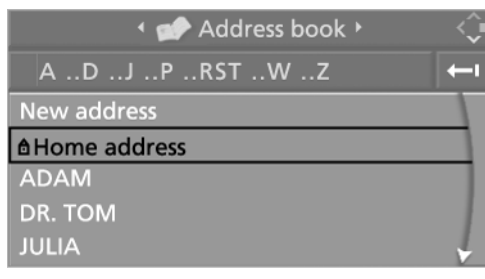 Address book
A ..D ..J ..P ..RST ..W ..Z
New address
Home address
ADAM
DR. TOM
JULIA